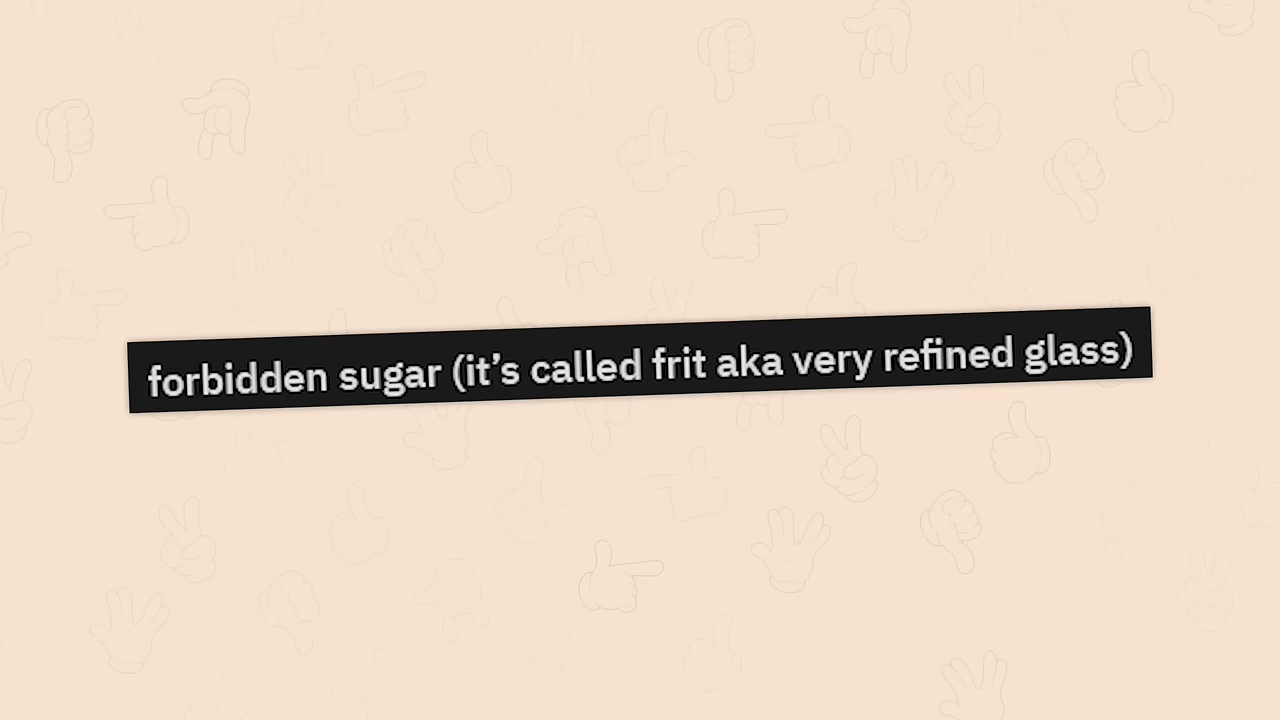 forbidden sugar (it’s called frit aka very refined glass)